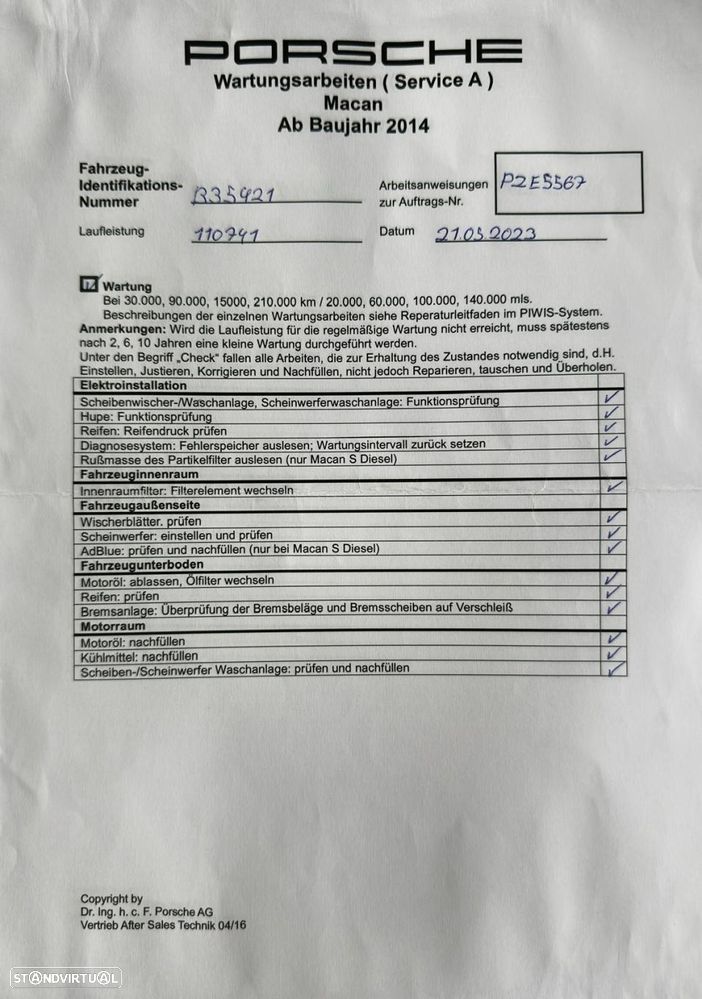 PORSCHE
Wartungsarbeiten ( Service A )
Macan
Ab Baujahr 2014
Fahrzeug-
Identifikations-
Nummer B35421
Arbeitsanweisungen
zur Auftrags-Nr. P2E5567
Laufleistung 110741 Datum 21.03.2023
Wartung
Bei 30.000, 90.000, 15000, 210.000 km / 20.000, 60.000, 100.000, 140.000 mls.
Beschreibungen der einzelnen Wartungsarbeiten siehe Reperaturleitfaden im PIWIS-System.
Anmerkungen: Wird die Laufleistung für die regelmäßige Wartung nicht erreicht, muss spätestens
nach 2, 6, 10 Jahren eine kleine Wartung durchgeführt werden.
Unter den Begriff „Check" fallen alle Arbeiten, die zur Erhaltung des Zustandes notwendig sind, d.H.
Einstellen, Justieren, Korrigieren und Nachfüllen, nicht jedoch Reparieren, tauschen und Überholen.
Elektroinstallation
Scheibenwischer-/Waschanlage, Scheinwerferwaschanlage: Funktionsprüfung ✓
Hupe: Funktionsprüfung ✓
Reifen: Reifendruck prüfen ✓
Diagnosesystem: Fehlerspeicher auslesen; Wartungsintervall zurück setzen ✓
Rußmasse des Partikelfilter auslesen (nur Macan S Diesel) ✓
Fahrzeuginnenraum
Innenraumfilter: Filterelement wechseln ✓
Fahrzeugaußenseite
Wischerblätter. prüfen ✓
Scheinwerfer: einstellen und prüfen ✓
AdBlue: prüfen und nachfüllen (nur bei Macan S Diesel) ✓
Fahrzeugunterboden
Motoröl: ablassen, Ölfilter wechseln ✓
Reifen: prüfen ✓
Bremsanlage: Überprüfung der Bremsbeläge und Bremsscheiben auf Verschleiß ✓
Motorraum
Motoröl: nachfüllen ✓
Kühlmittel: nachfüllen ✓
Scheiben-/Scheinwerfer Waschanlage: prüfen und nachfüllen ✓
Copyright by
Dr. Ing. h. c. F. Porsche AG
Vertrieb After Sales Technik 04/16
STANDVIRTUAL